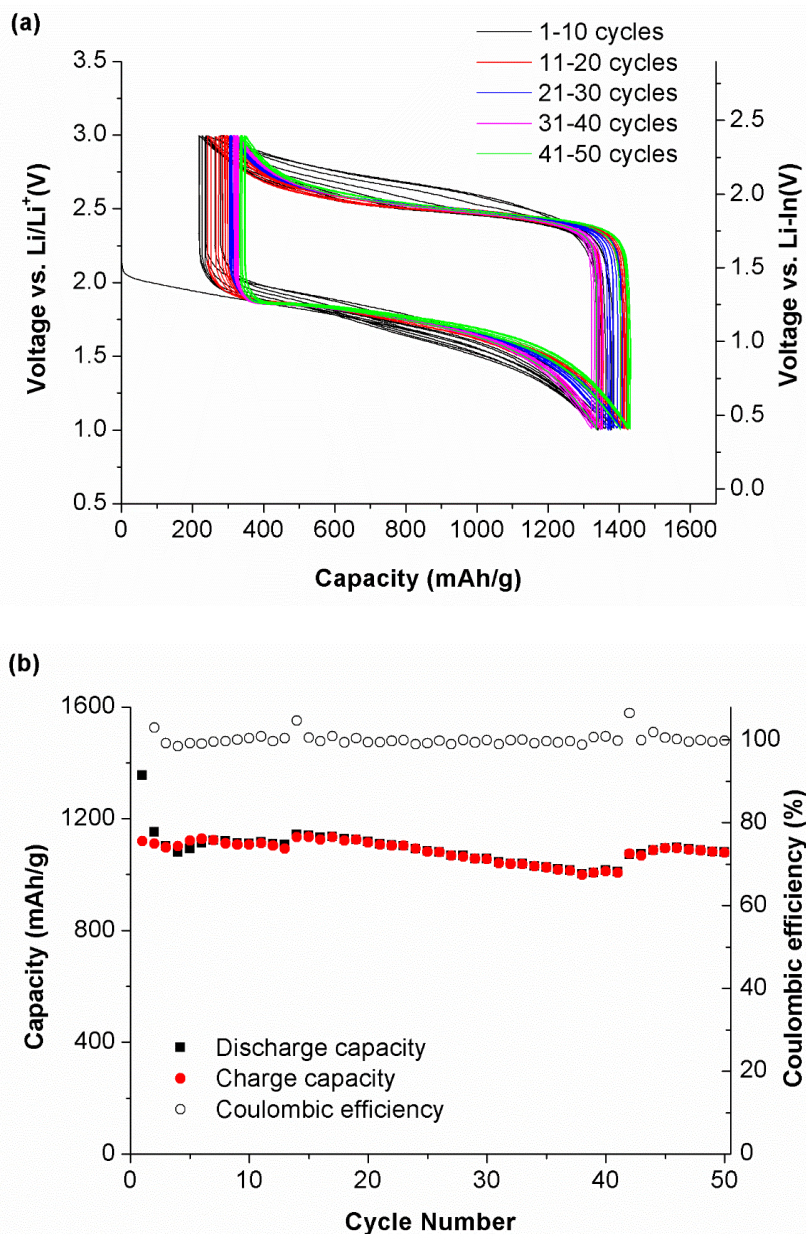 (a)
1-10 cycles
11-20 cycles
21-30 cycles
31-40 cycles
41-50 cycles
3.5
3.0
2.5
2.0
1.5
1.0
0.5
Voltage vs. Li/Li⁺(V)
2.5
2.0
1.5
1.0
0.5
0.0
Voltage vs. Li-In(V)
0 200 400 600 800 1000 1200 1400 1600
Capacity (mAh/g)
(b)
1600
1200
800
400
0
Capacity (mAh/g)
100
80
60
40
20
0
Coulombic efficiency (%)
Discharge capacity
Charge capacity
Coulombic efficiency
0 10 20 30 40 50
Cycle Number